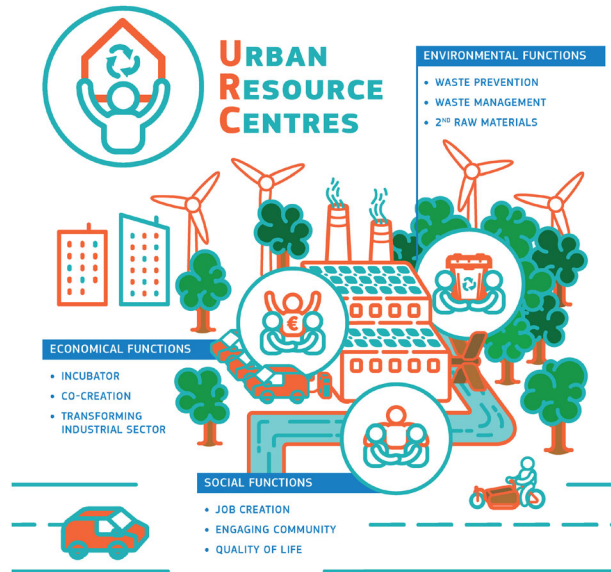 URBAN
RESOURCE
CENTRES
ENVIRONMENTAL FUNCTIONS
• WASTE PREVENTION
• WASTE MANAGEMENT
• 2ND RAW MATERIALS
€
ECONOMICAL FUNCTIONS
• INCUBATOR
• CO-CREATION
• TRANSFORMING
INDUSTRIAL SECTOR
SOCIAL FUNCTIONS
• JOB CREATION
• ENGAGING COMMUNITY
• QUALITY OF LIFE